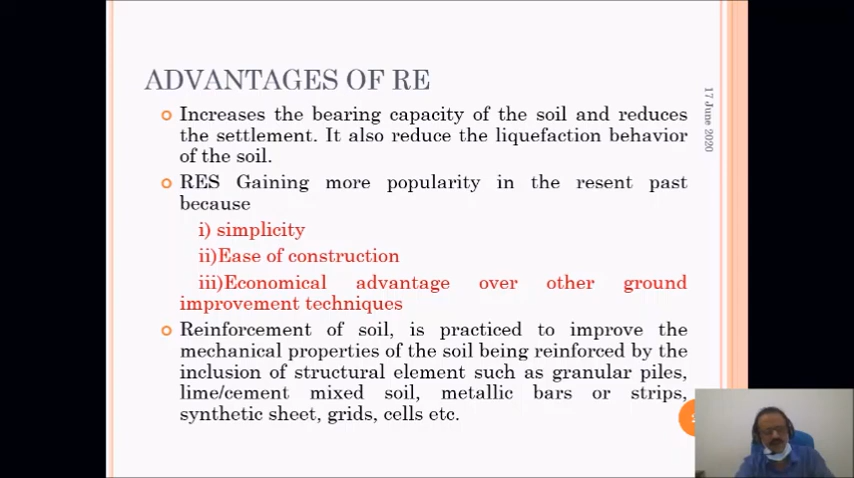 ADVANTAGES OF RE
Increases the bearing capacity of the soil and reduces
the settlement. It also reduce the liquefaction behavior
of the soil.
RES Gaining more popularity in the resent past
because
i) simplicity
ii)Ease of construction
iii)Economical advantage over other ground
improvement techniques
Reinforcement of soil, is practiced to improve the
mechanical properties of the soil being reinforced by the
inclusion of structural element such as granular piles,
lime/cement mixed soil, metallic bars or strips,
synthetic sheet, grids, cells etc.
17 June 2020